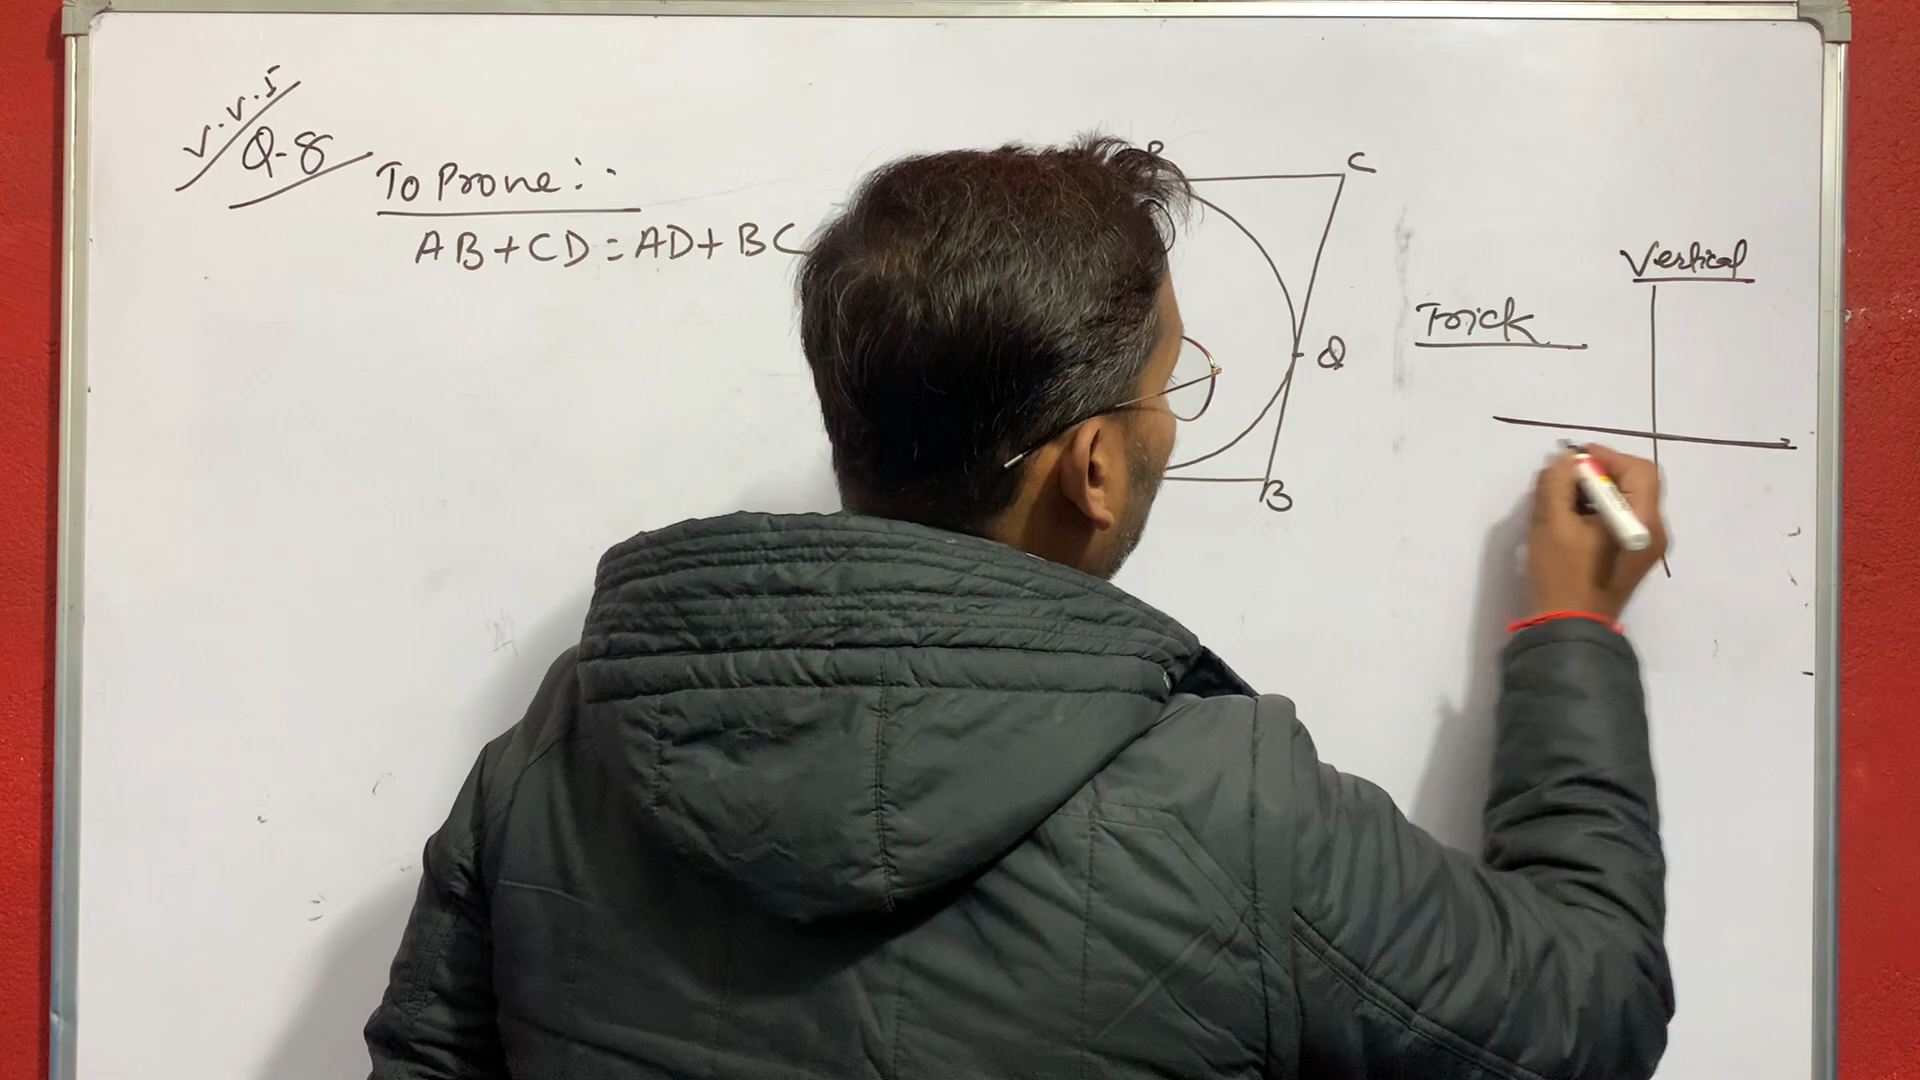 V.V.I
Q-8
To Prove:-
AB+CD=AD+BC
R
C
Q
B
Trick
Vertical